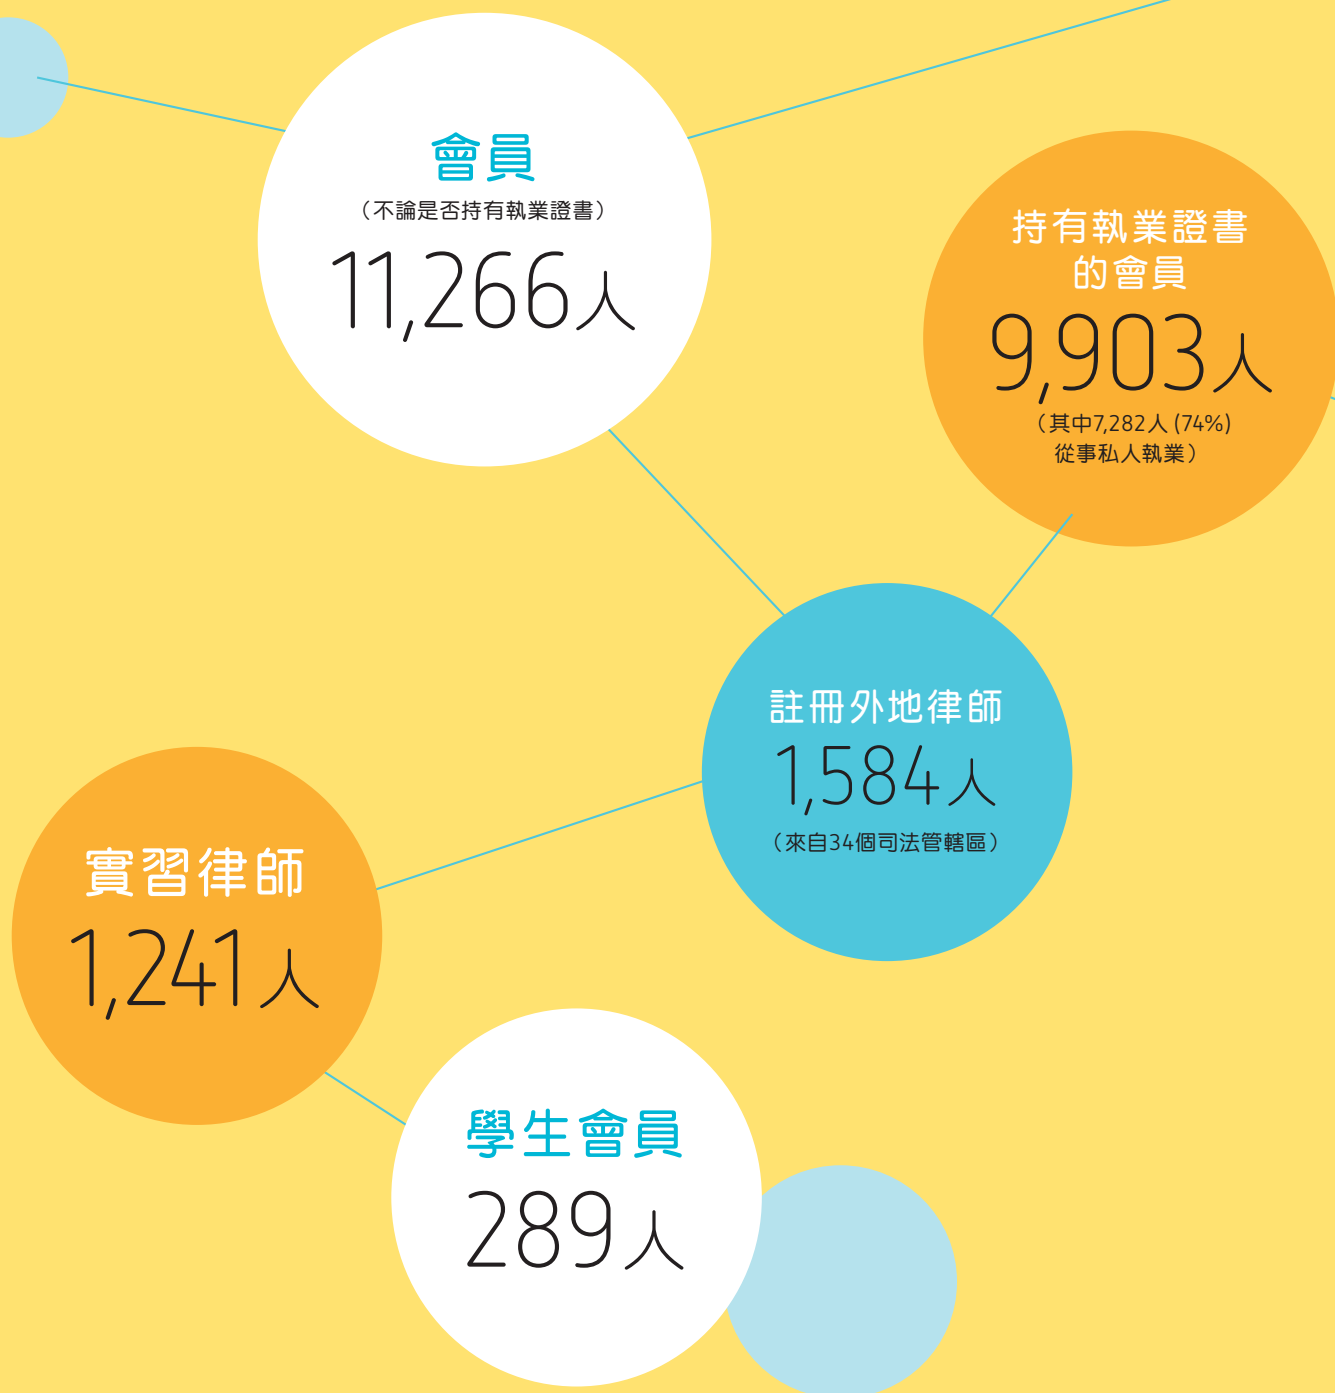 會員
（不論是否持有執業證書）
11,266人
持有執業證書
的會員
9,903人
（其中7,282人 (74%)
從事私人執業）
註冊外地律師
1,584人
（來自34個司法管轄區）
實習律師
1,241人
學生會員
289人